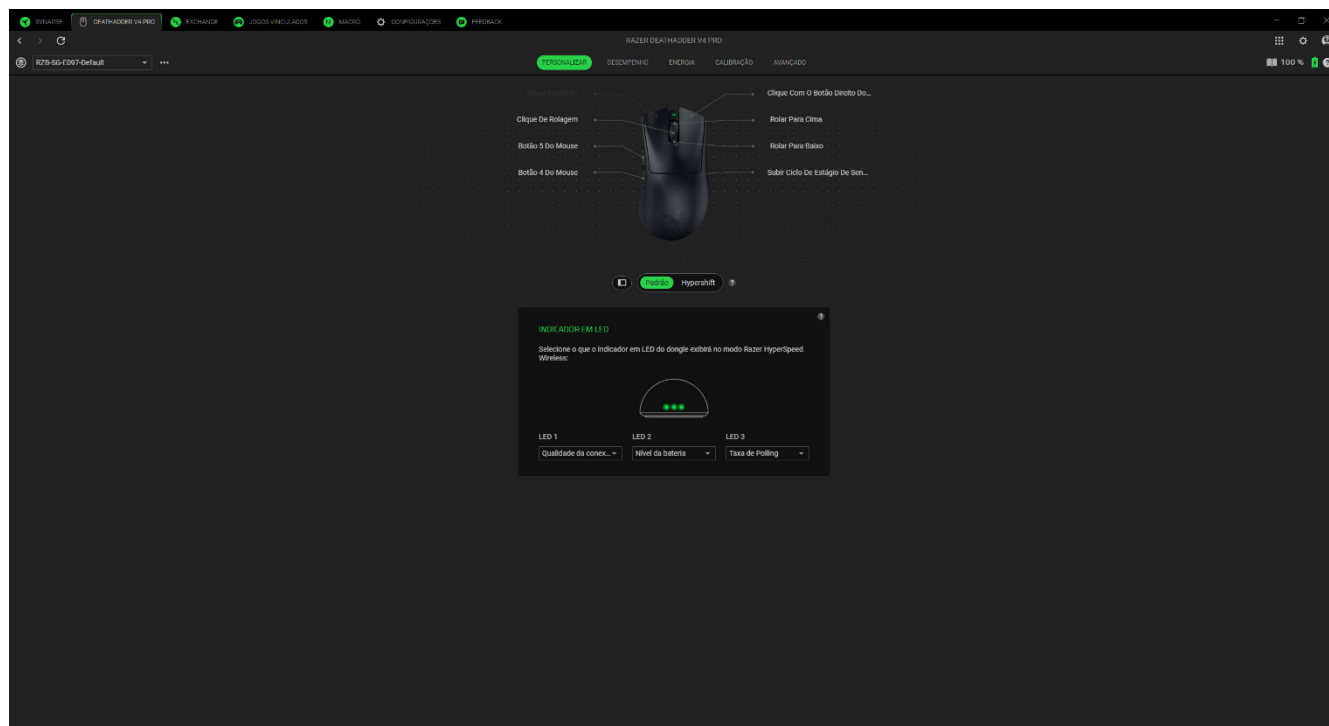 SYNAPSE DEATHADDER V4 PRO EXCHANGE JOGOS VINCULADOS MACRO CONFIGURAÇÕES FEEDBACK
RAZER DEATHADDER V4 PRO
RZB-SG-E097-Default
PERSONALIZAR DESEMPENHO ENERGIA CALIBRAÇÃO AVANÇADO
100 %
Clique Esquerdo
Clique Com O Botão Direito Do...
Clique De Rolagem
Rolar Para Cima
Botão 5 Do Mouse
Rolar Para Baixo
Botão 4 Do Mouse
Subir Ciclo De Estágio De Sen...
Padrão Hypershift
INDICADOR EM LED
Selecione o que o indicador em LED do dongle exibirá no modo Razer HyperSpeed
Wireless:
LED 1 LED 2 LED 3
Qualidade da conex... Nível da bateria Taxa de Polling